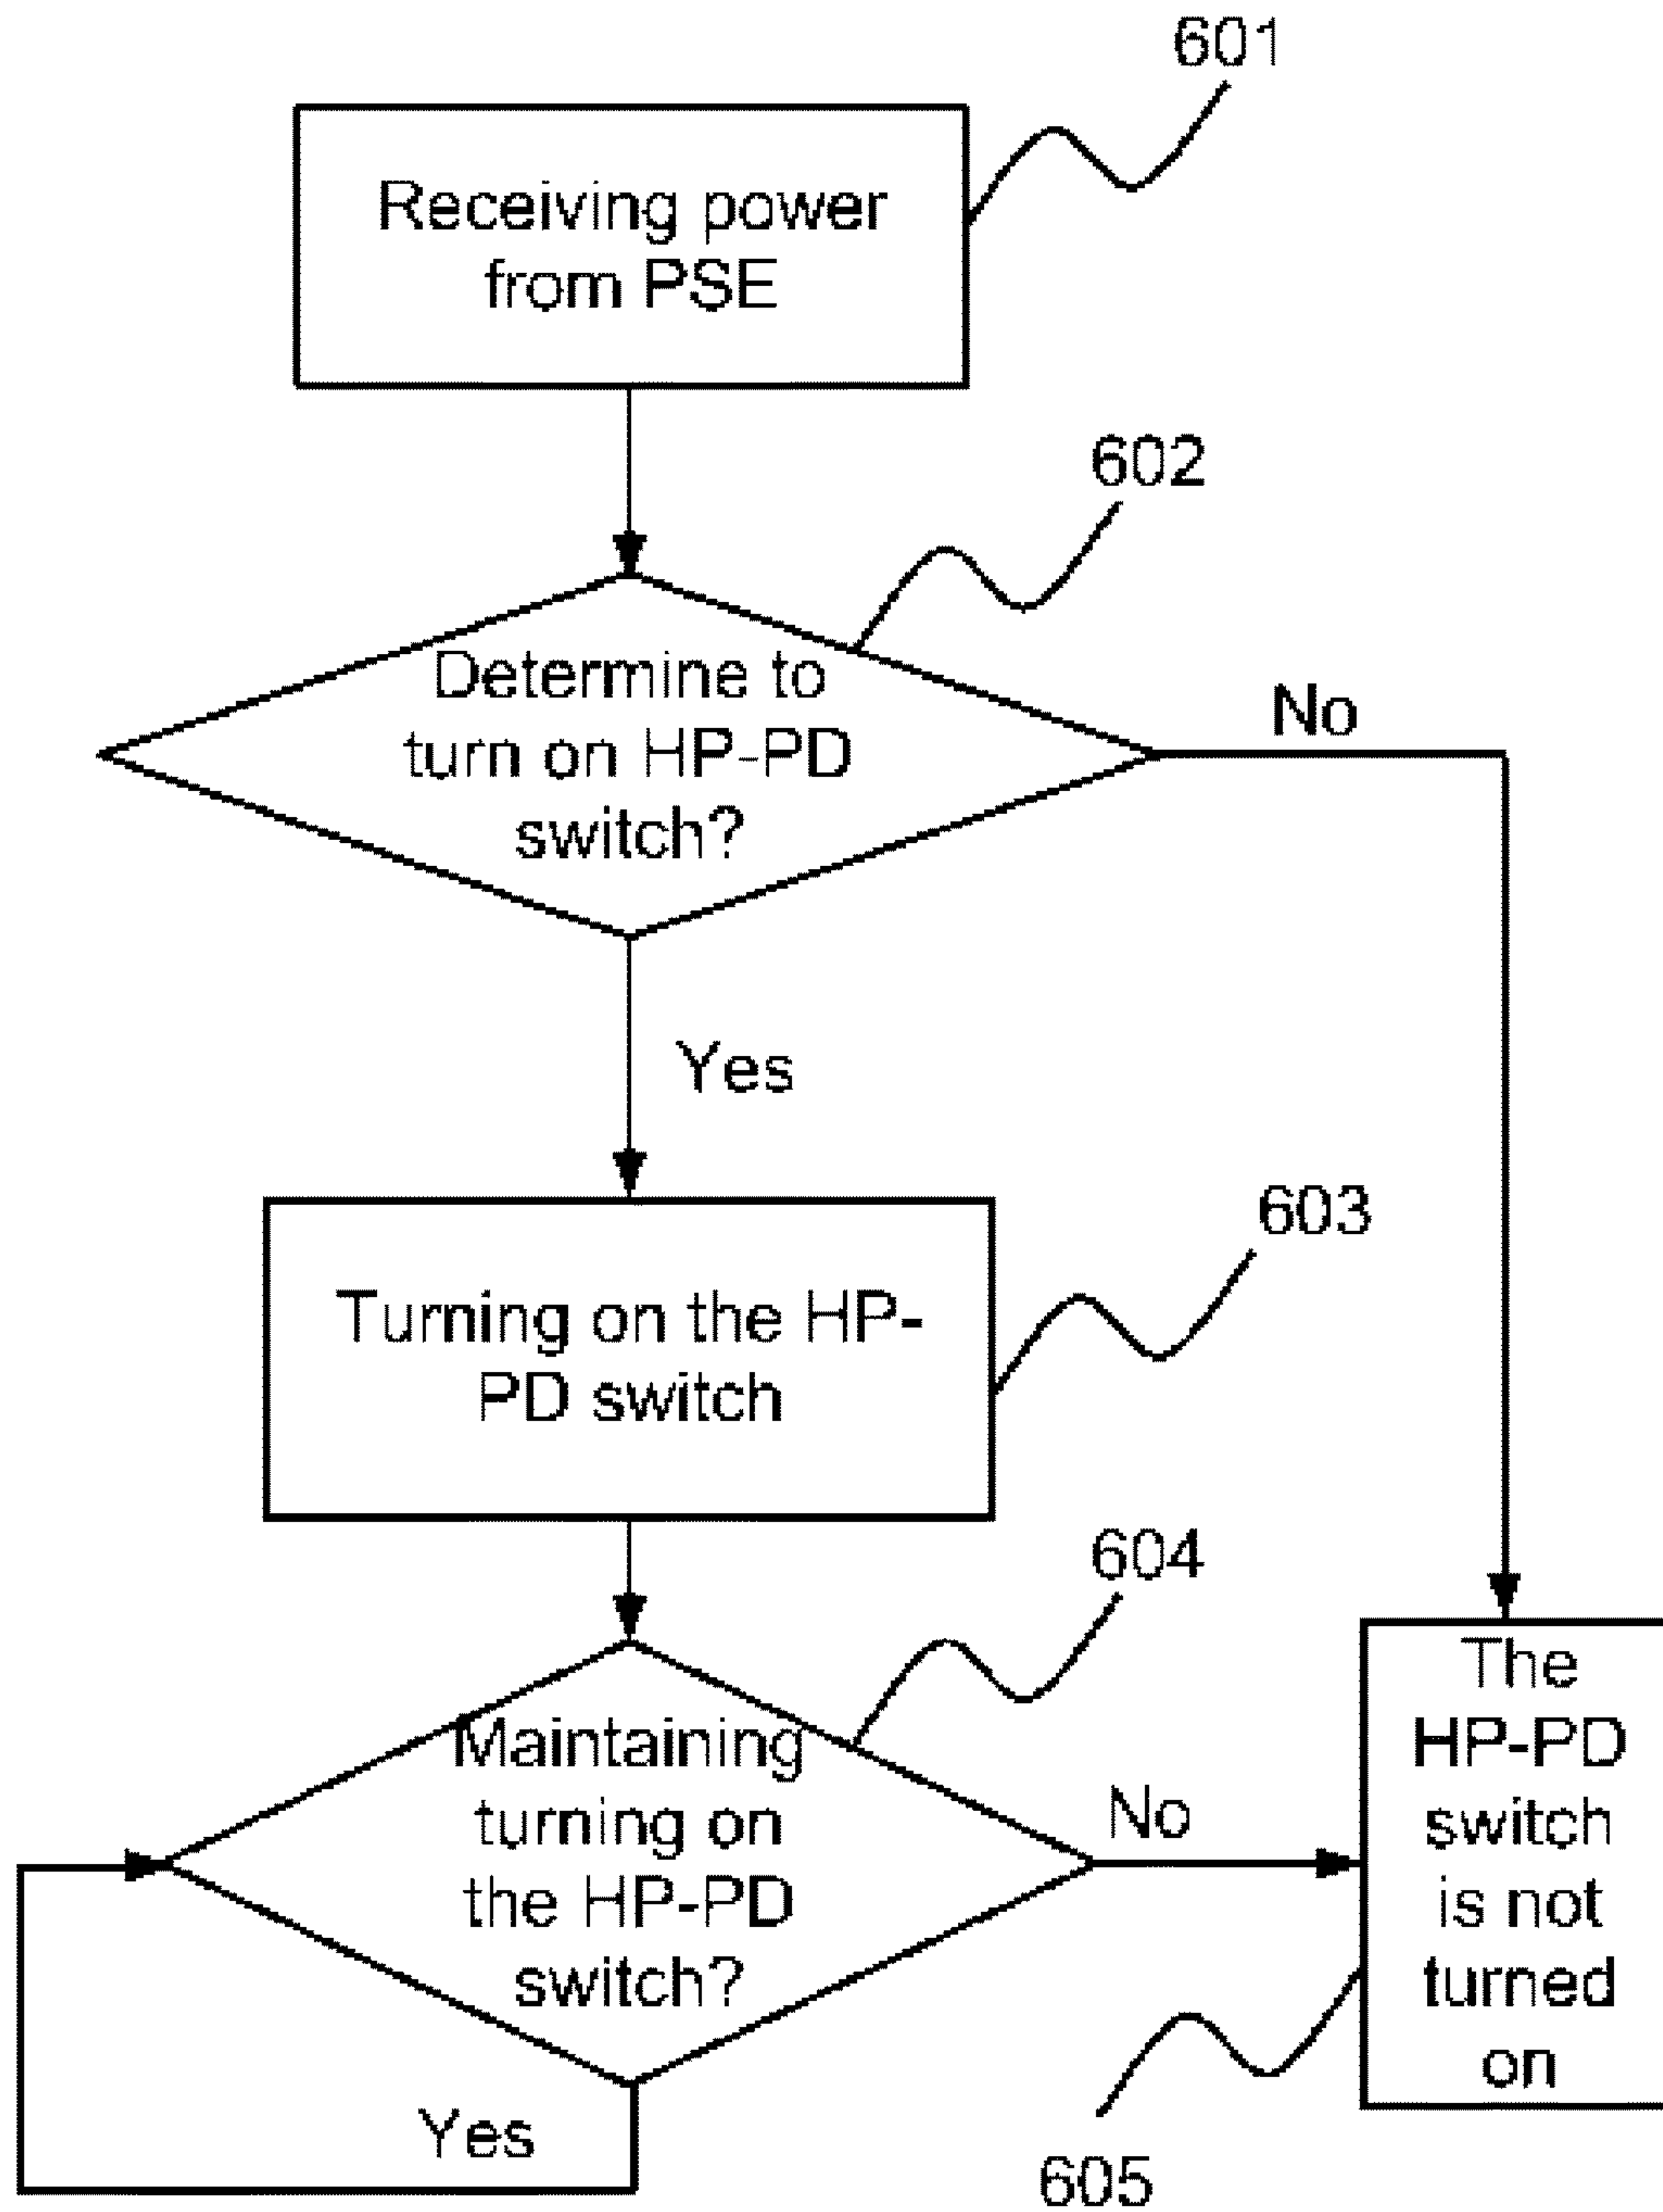 601
Receiving power
from PSE
602
Determine to
turn on HP-PD
switch?
No
Yes
603
Turning on the HP-
PD switch
604
Maintaining
turning on
the HP-PD
switch?
No
Yes
The
HP-PD
switch
is not
turned
on
605